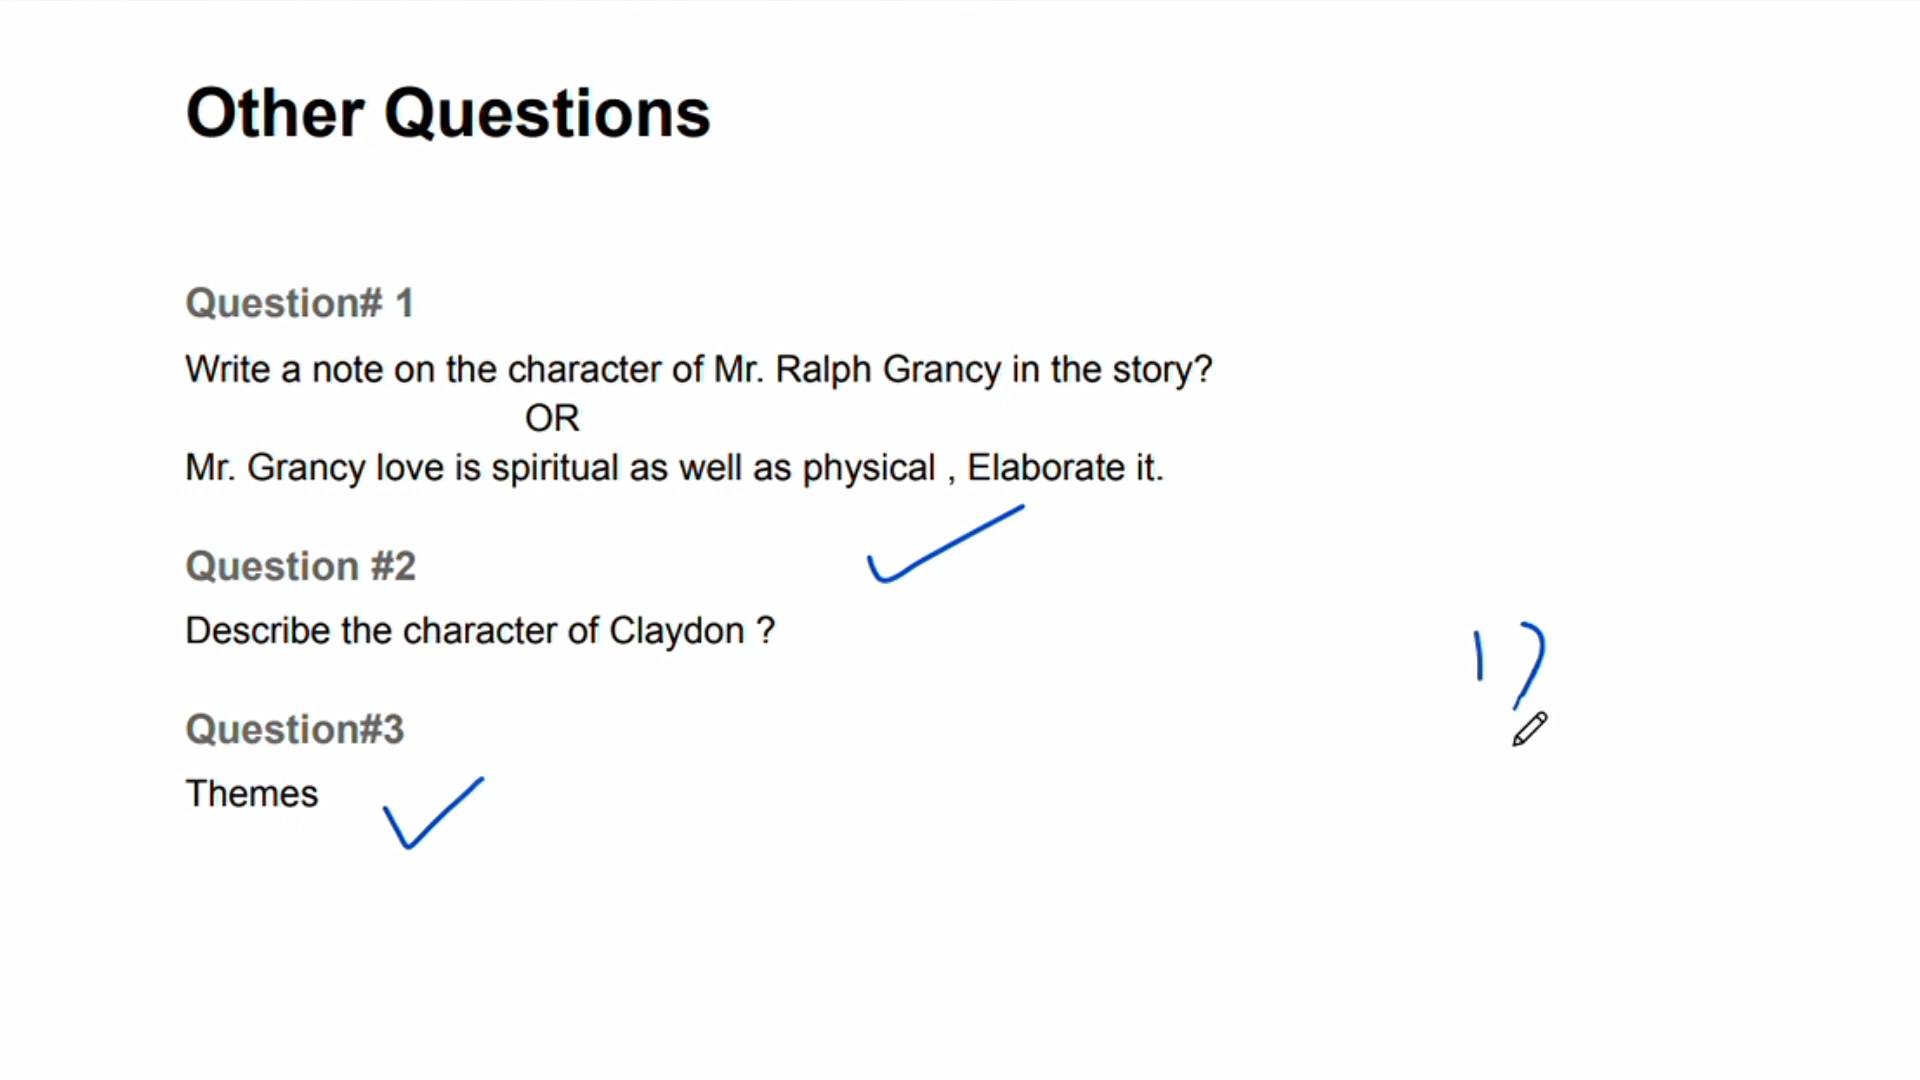 Other Questions
Question# 1
Write a note on the character of Mr. Ralph Grancy in the story?
OR
Mr. Grancy love is spiritual as well as physical , Elaborate it.
Question #2
Describe the character of Claydon ?
1)
Question#3
Themes